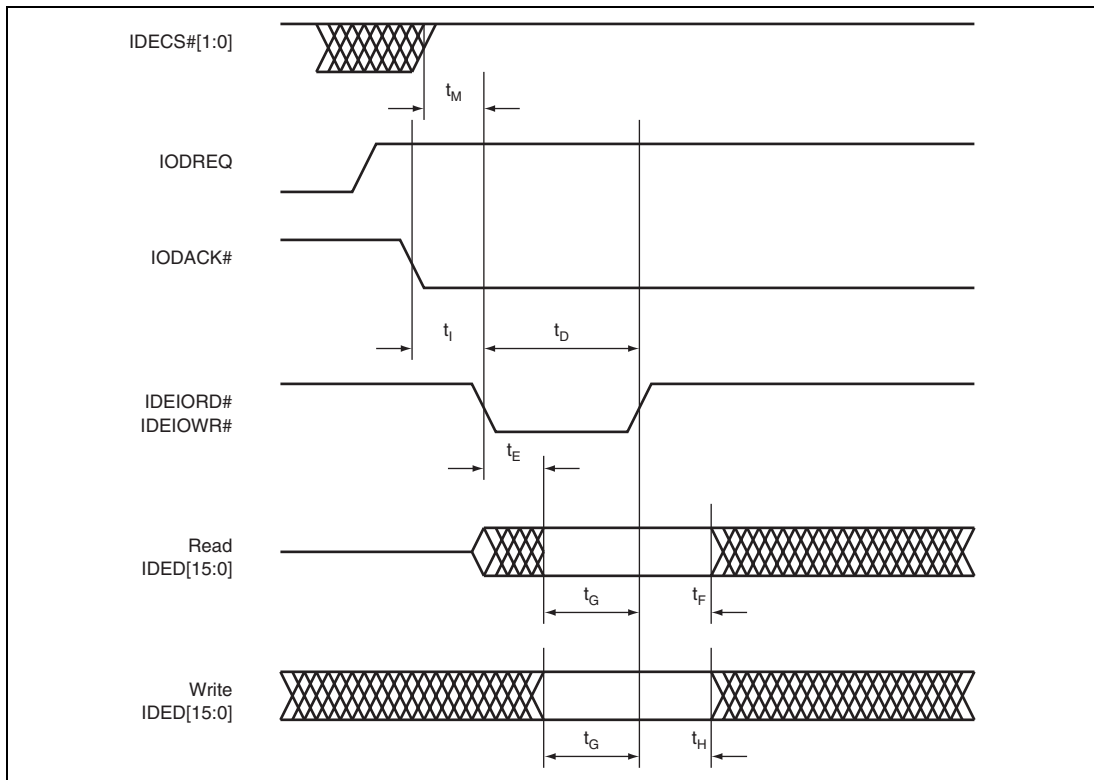 IDECS#[1:0]
tM
IODREQ
IODACK#
tI
tD
IDEIORD#
IDEIOWR#
tE
Read
IDED[15:0]
tG
tF
Write
IDED[15:0]
tG
tH